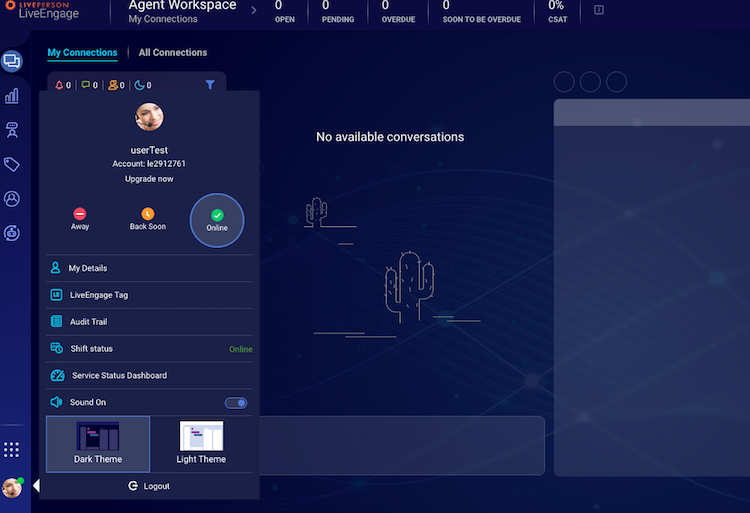 LIVEPERSON
LiveEngage
Agent Workspace
My Connections
0
OPEN
0
PENDING
0
OVERDUE
0
SOON TO BE OVERDUE
0%
CSAT
My Connections
All Connections
0 0 0 0
No available conversations
userTest
Account: le2912761
Upgrade now
Away
Back Soon
Online
My Details
LE
LiveEngage Tag
Audit Trail
Shift status
Online
Service Status Dashboard
Sound On
Dark Theme
Light Theme
Logout